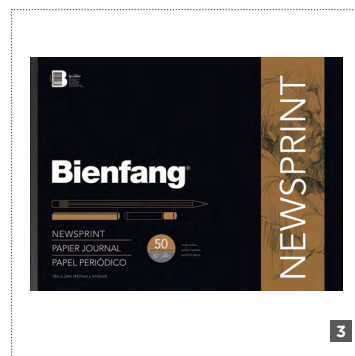 B
Bienfang®
NEWSPRINT
PAPIER JOURNAL
PAPEL PERIÓDICO
50
NEWSPRINT
3